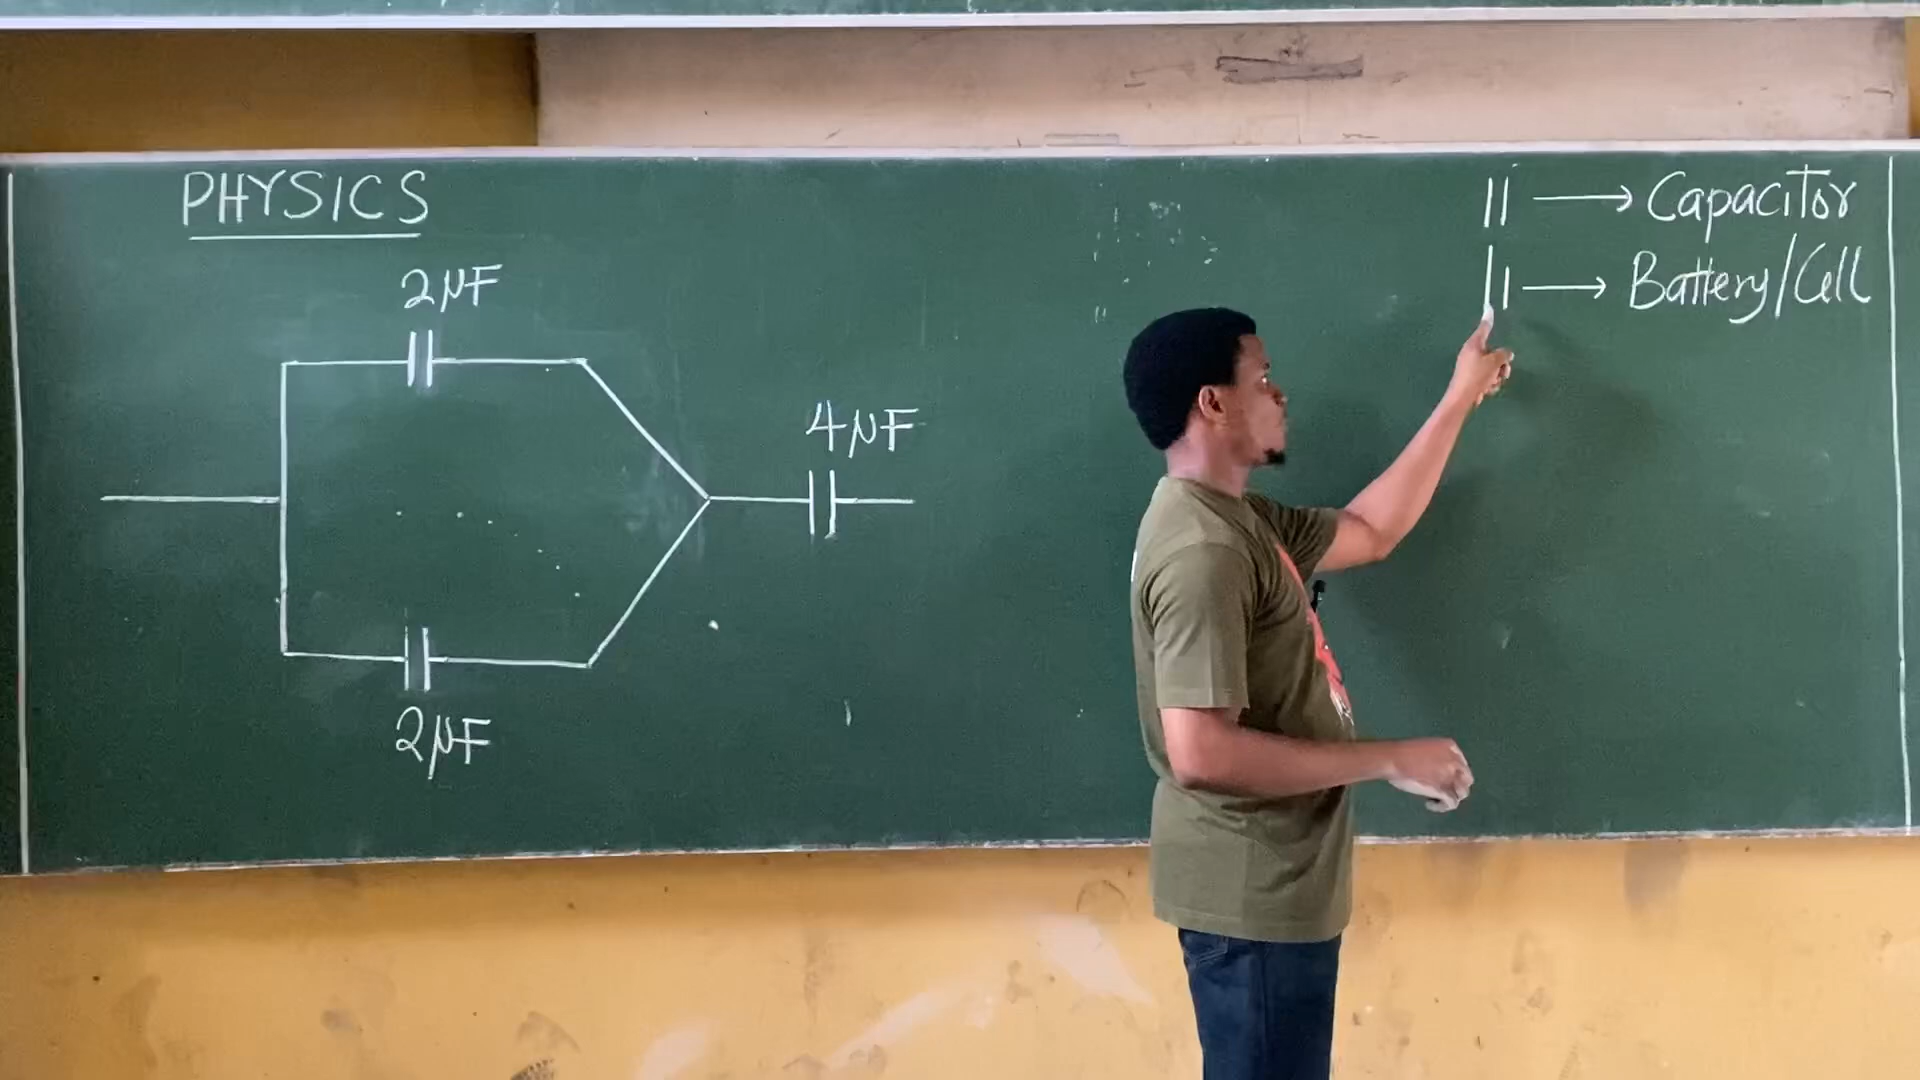 PHYSICS
2μF
4μF
2μF
|| → Capacitor
|ı → Battery/Cell